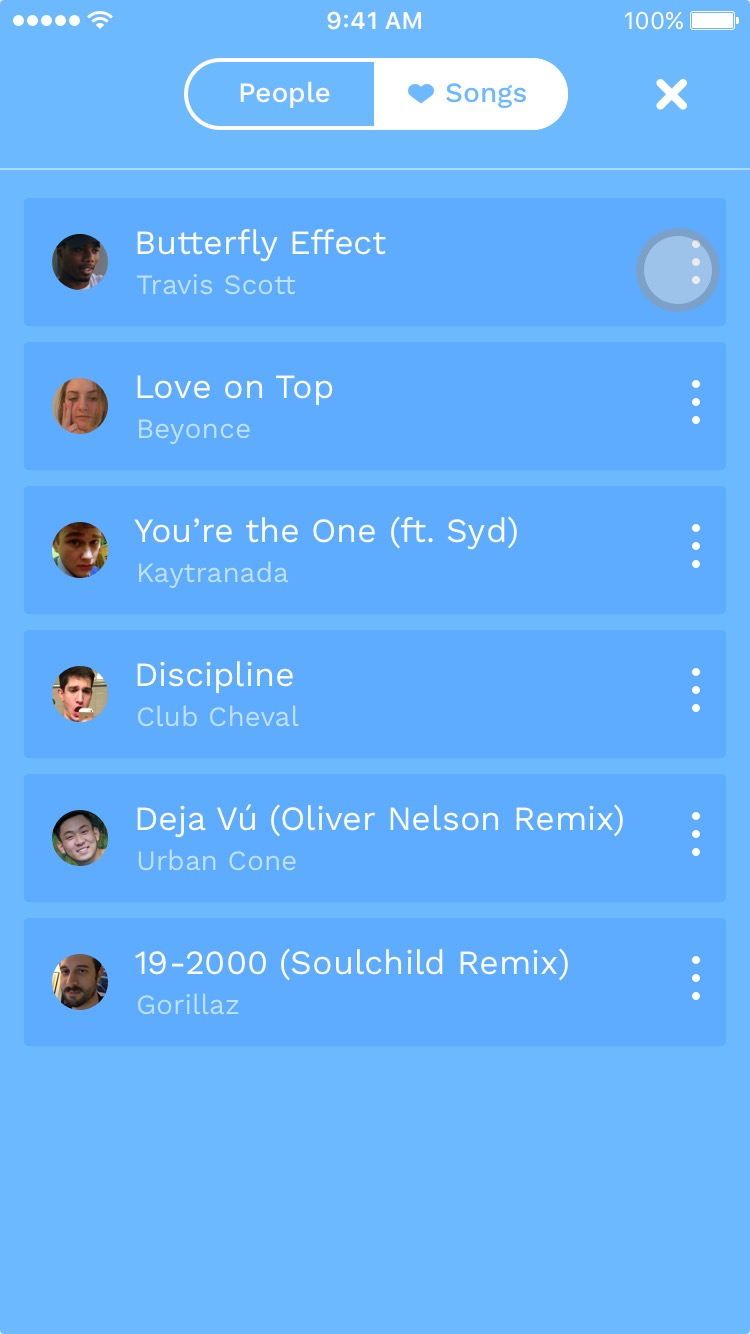 9:41 AM
100%
People
Songs
Butterfly Effect
Travis Scott
Love on Top
Beyonce
You’re the One (ft. Syd)
Kaytranada
Discipline
Club Cheval
Deja Vú (Oliver Nelson Remix)
Urban Cone
19-2000 (Soulchild Remix)
Gorillaz